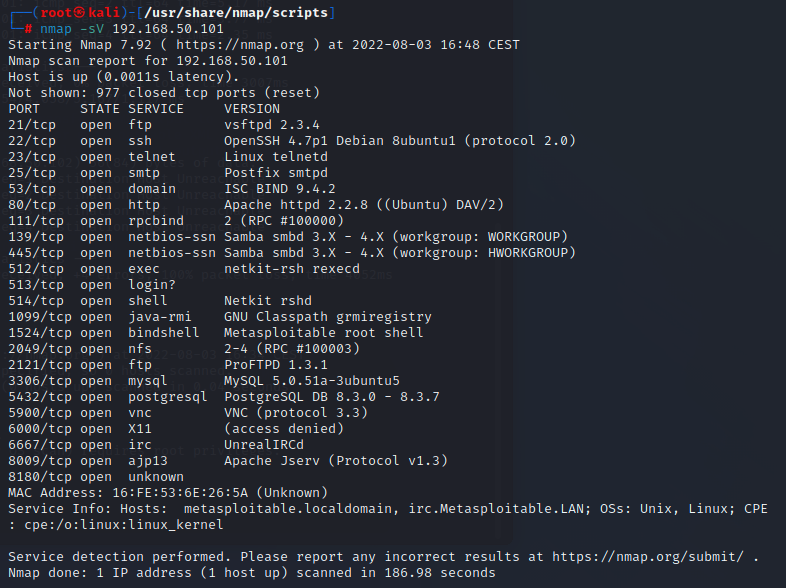 ┌──(root㉿kali)-[/usr/share/nmap/scripts]
└─# nmap -sV 192.168.50.101
Starting Nmap 7.92 ( https://nmap.org ) at 2022-08-03 16:48 CEST
Nmap scan report for 192.168.50.101
Host is up (0.0011s latency).
Not shown: 977 closed tcp ports (reset)
PORT     STATE SERVICE     VERSION
21/tcp   open  ftp         vsftpd 2.3.4
22/tcp   open  ssh         OpenSSH 4.7p1 Debian 8ubuntu1 (protocol 2.0)
23/tcp   open  telnet      Linux telnetd
25/tcp   open  smtp        Postfix smtpd
53/tcp   open  domain      ISC BIND 9.4.2
80/tcp   open  http        Apache httpd 2.2.8 ((Ubuntu) DAV/2)
111/tcp  open  rpcbind     2 (RPC #100000)
139/tcp  open  netbios-ssn Samba smbd 3.X - 4.X (workgroup: WORKGROUP)
445/tcp  open  netbios-ssn Samba smbd 3.X - 4.X (workgroup: HWORKGROUP)
512/tcp  open  exec        netkit-rsh rexecd
513/tcp  open  login?
514/tcp  open  shell       Netkit rshd
1099/tcp open  java-rmi    GNU Classpath grmiregistry
1524/tcp open  bindshell   Metasploitable root shell
2049/tcp open  nfs         2-4 (RPC #100003)
2121/tcp open  ftp         ProFTPD 1.3.1
3306/tcp open  mysql       MySQL 5.0.51a-3ubuntu5
5432/tcp open  postgresql  PostgreSQL DB 8.3.0 - 8.3.7
5900/tcp open  vnc         VNC (protocol 3.3)
6000/tcp open  X11         (access denied)
6667/tcp open  irc         UnrealIRCd
8009/tcp open  ajp13       Apache Jserv (Protocol v1.3)
8180/tcp open  unknown
MAC Address: 16:FE:53:6E:26:5A (Unknown)
Service Info: Hosts:  metasploitable.localdomain, irc.Metasploitable.LAN; OSs: Unix, Linux; CPE
: cpe:/o:linux:linux_kernel

Service detection performed. Please report any incorrect results at https://nmap.org/submit/ .
Nmap done: 1 IP address (1 host up) scanned in 186.98 seconds